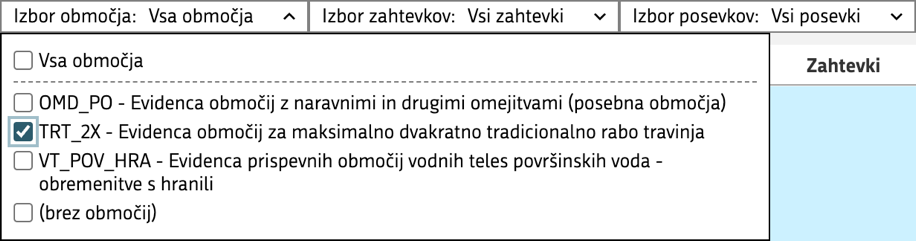 Izbor območja: Vsa območja Izbor zahtevkov: Vsi zahtevki Izbor posevkov: Vsi posevki
Vsa območja
Zahtevki
OMD_PO - Evidenca območij z naravnimi in drugimi omejitvami (posebna območja)
TRT_2X - Evidenca območij za maksimalno dvakratno tradicionalno rabo travinja
VT_POV_HRA - Evidenca prispevnih območij vodnih teles površinskih voda -
obremenitve s hranili
(brez območij)